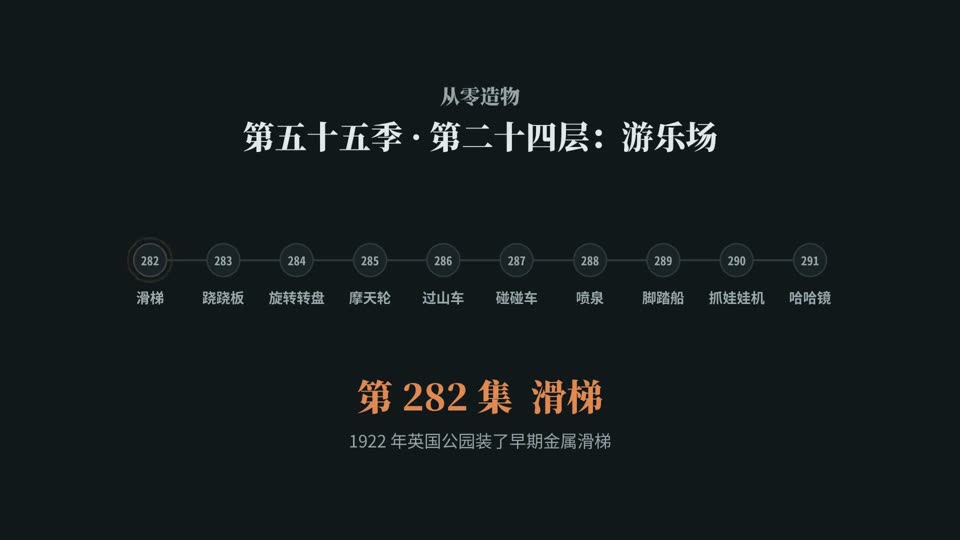 从零造物
第五十五季 · 第二十四层：游乐场
282 283 284 285 286 287 288 289 290 291
滑梯 跷跷板 旋转转盘 摩天轮 过山车 碰碰车 喷泉 脚踏船 抓娃娃机 哈哈镜
第 282 集 滑梯
1922 年英国公园装了早期金属滑梯